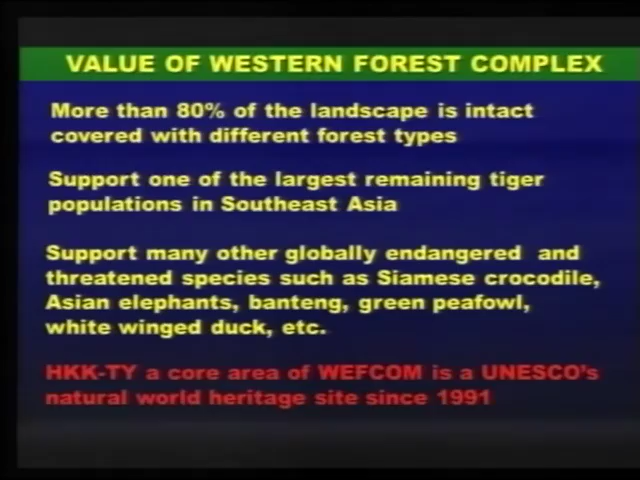 VALUE OF WESTERN FOREST COMPLEX
More than 80% of the landscape is intact
covered with different forest types
Support one of the largest remaining tiger
populations in Southeast Asia
Support many other globally endangered and
threatened species such as Siamese crocodile,
Asian elephants, banteng, green peafowl,
white winged duck, etc.
HKK-TY a core area of WEFCOM is a UNESCO's
natural world heritage site since 1991